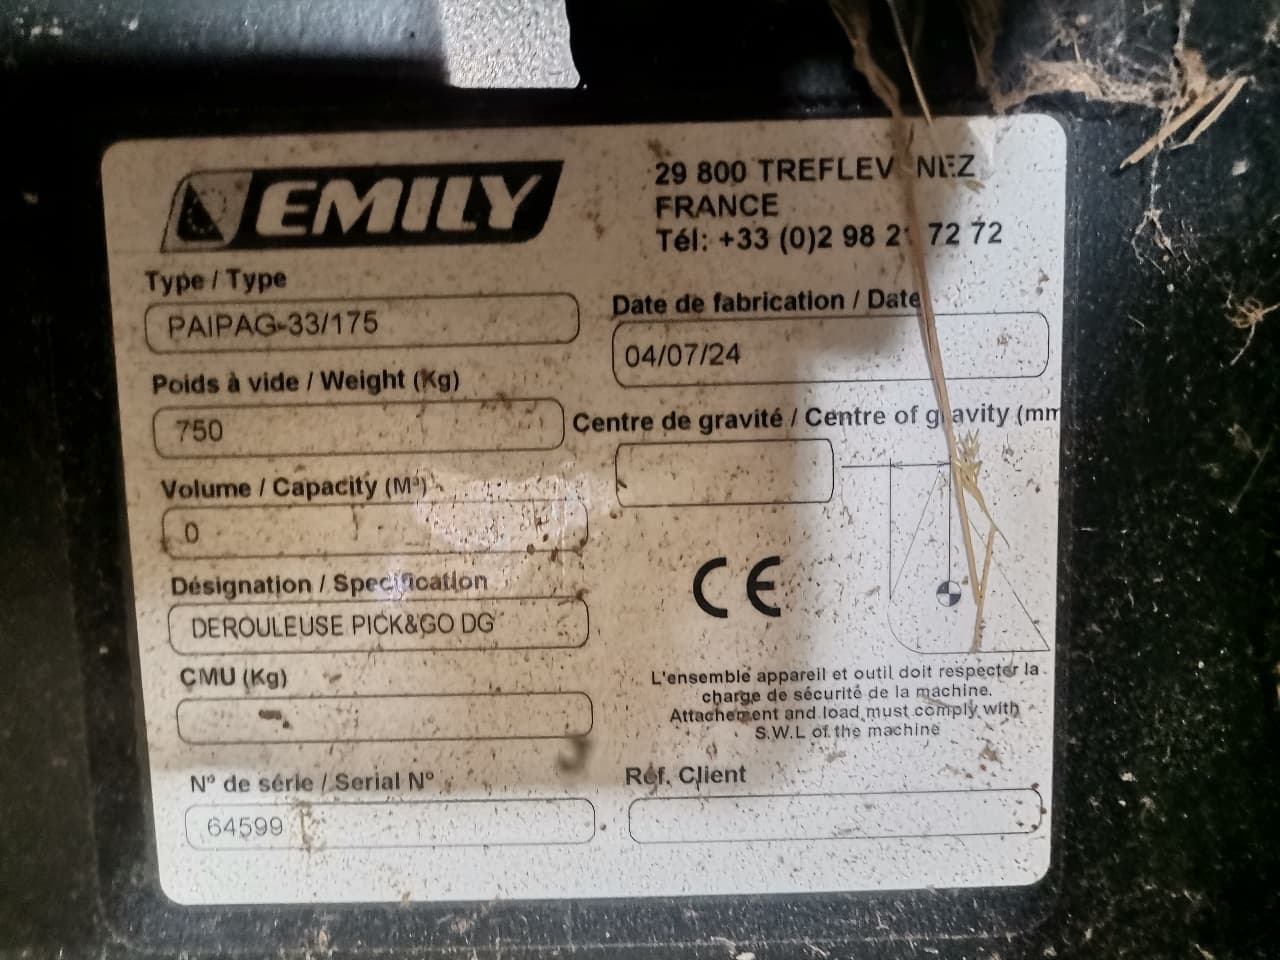 EMILY
29 800 TREFLEV NEZ
FRANCE
Tél: +33 (0)2 98 2 72 72
Type / Type
PAIPAG-33/175
Date de fabrication / Date
04/07/24
Poids à vide / Weight (Kg)
750
Centre de gravité / Centre of gravity (mm
Volume / Capacity (M³)
0
Désignation / Specification
DEROULEUSE PICK&GO DG
CE
CMU (Kg)
L'ensemble appareil et outil doit respecter la
charge de sécurité de la machine.
Attachement and load must comply with
S.W.L of the machine
N° de série / Serial N°
64599
Réf. Client